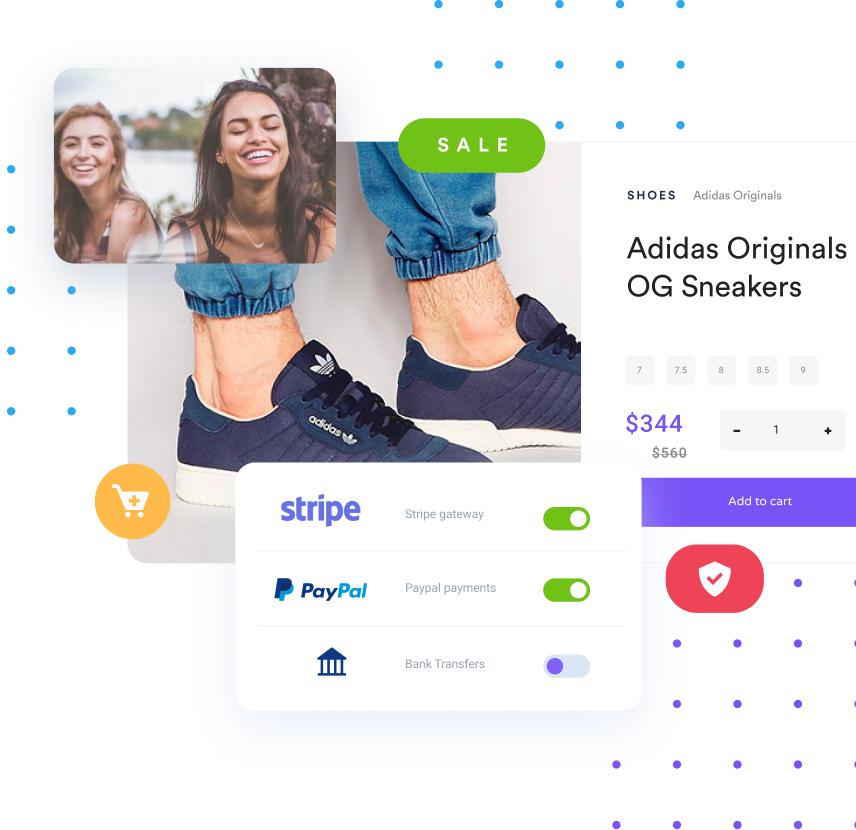 SALE
SHOES Adidas Originals
Adidas Originals
OG Sneakers
7 7.5 8 8.5 9
$344
- 1 +
$560
adidas
Add to cart
stripe Stripe gateway
PayPal Paypal payments
Bank Transfers